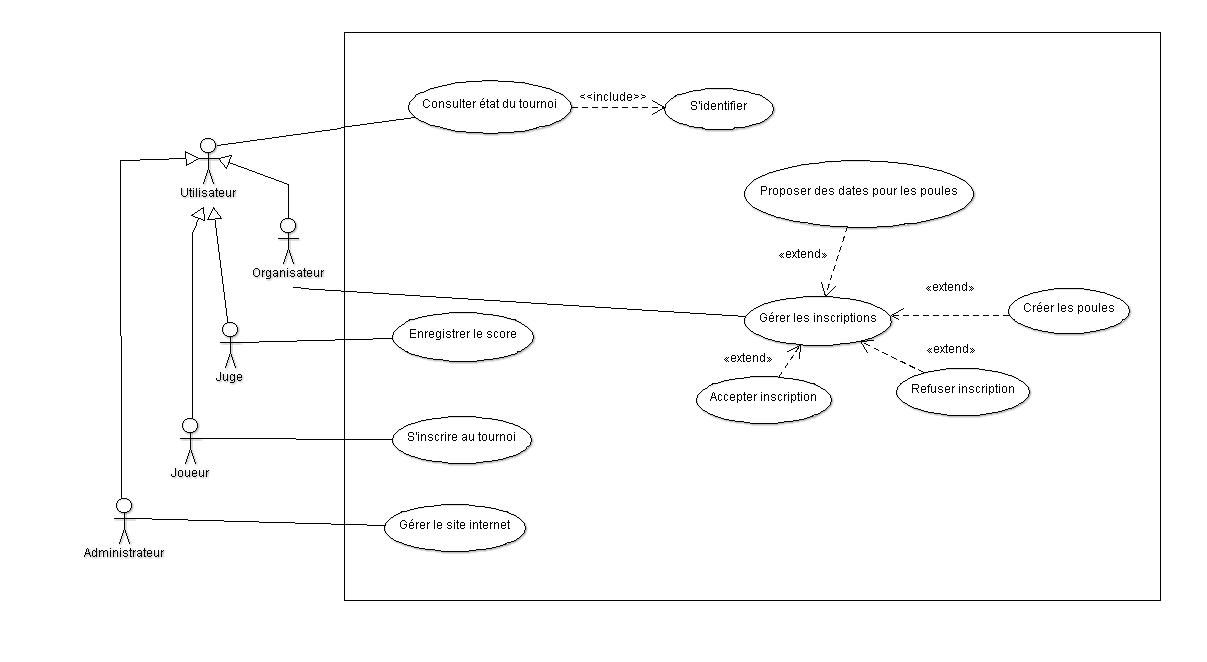 Consulter état du tournoi
<<include>>
S'identifier
Utilisateur
Proposer des dates pour les poules
«extend»
Organisateur
«extend»
Créer les poules
Gérer les inscriptions
Enregistrer le score
«extend»
«extend»
Juge
Accepter inscription
Refuser inscription
S'inscrire au tournoi
Joueur
Gérer le site internet
Administrateur